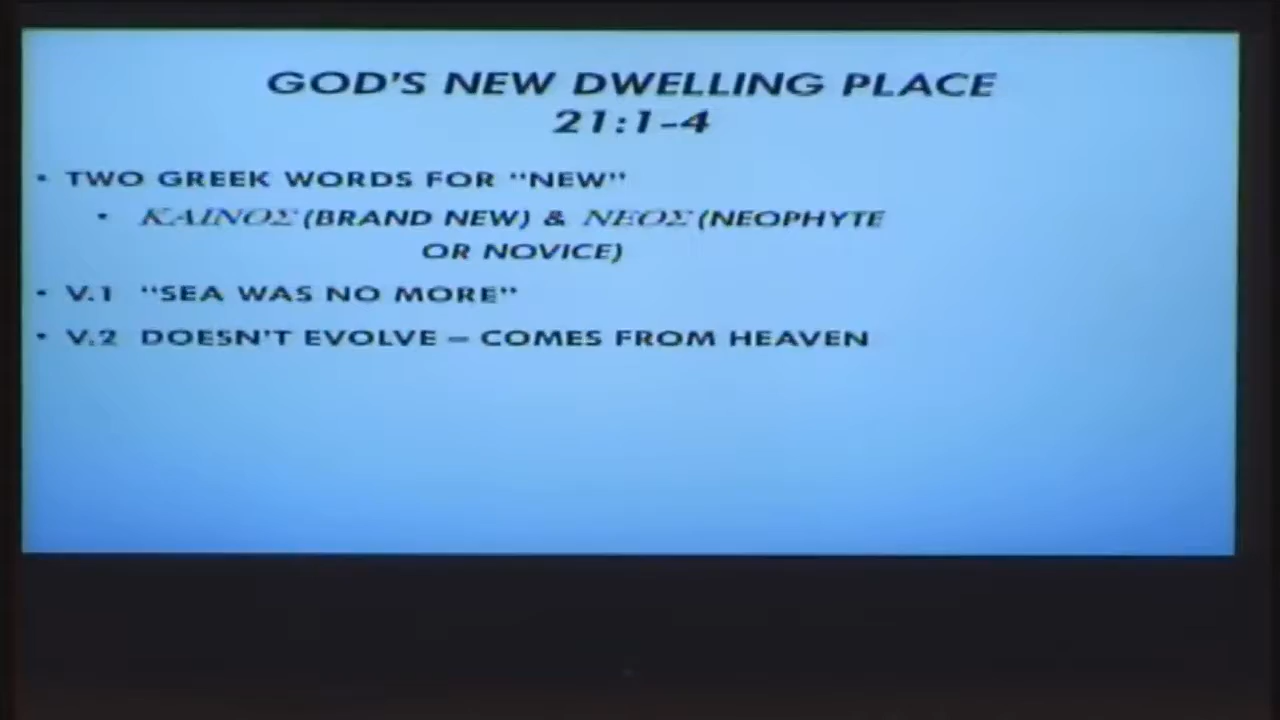 GOD'S NEW DWELLING PLACE
21:1-4
• TWO GREEK WORDS FOR "NEW"
• ΚΑΙΝΟΣ (BRAND NEW) & ΝΕΟΣ (NEOPHYTE
OR NOVICE)
• V.1 "SEA WAS NO MORE"
• V.2 DOESN'T EVOLVE – COMES FROM HEAVEN